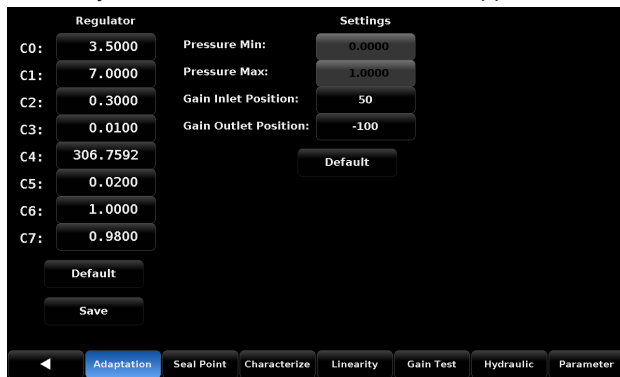 Regulator
C0: 3.5000
C1: 7.0000
C2: 0.3000
C3: 0.0100
C4: 306.7592
C5: 0.0200
C6: 1.0000
C7: 0.9800
Default
Save
Settings
Pressure Min: 0.0000
Pressure Max: 1.0000
Gain Inlet Position: 50
Gain Outlet Position: -100
Default
Adaptation Seal Point Characterize Linearity Gain Test Hydraulic Parameter